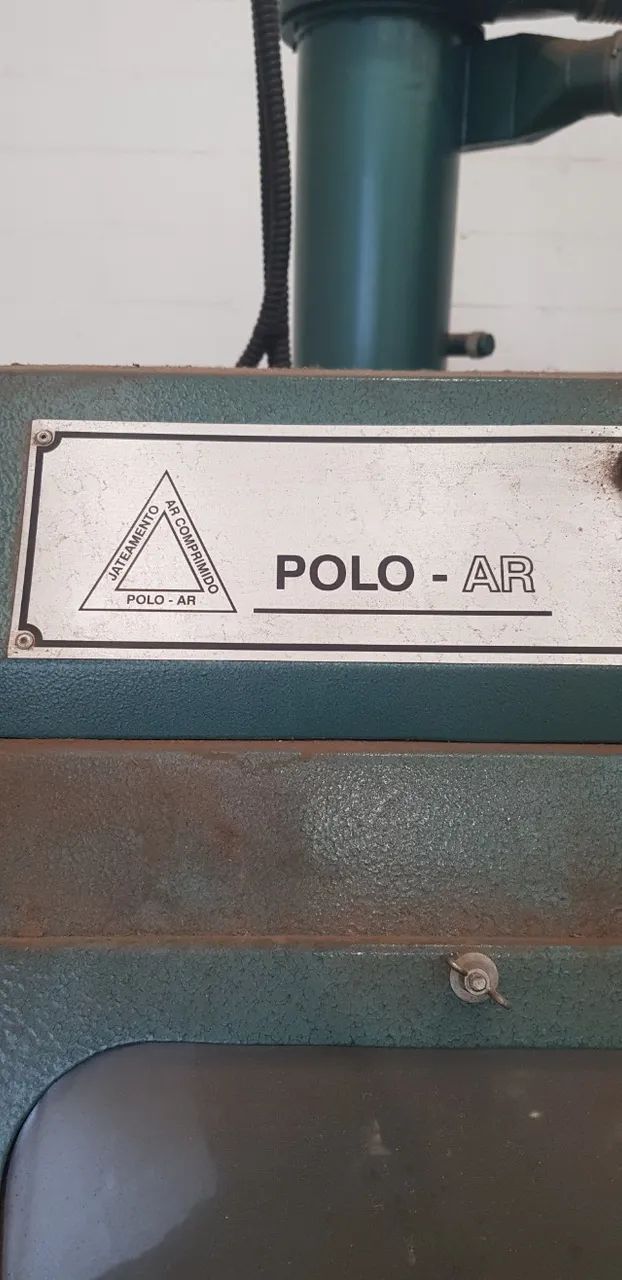 JATEAMENTO
AR COMPRIMIDO
POLO - AR
POLO - AR